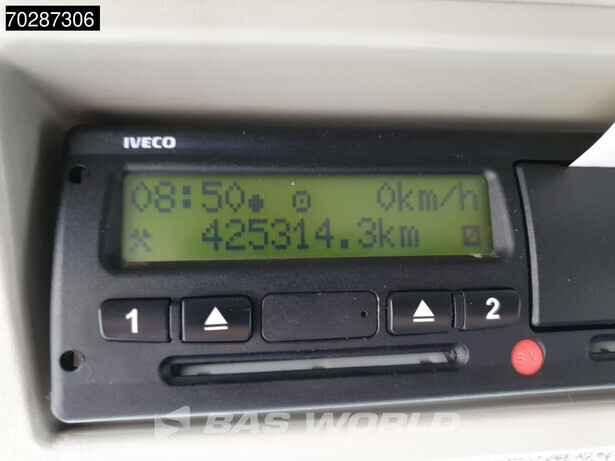 70287306
IVECO
08:50 0km/h
425314.3km
1 2
BAS WORLD